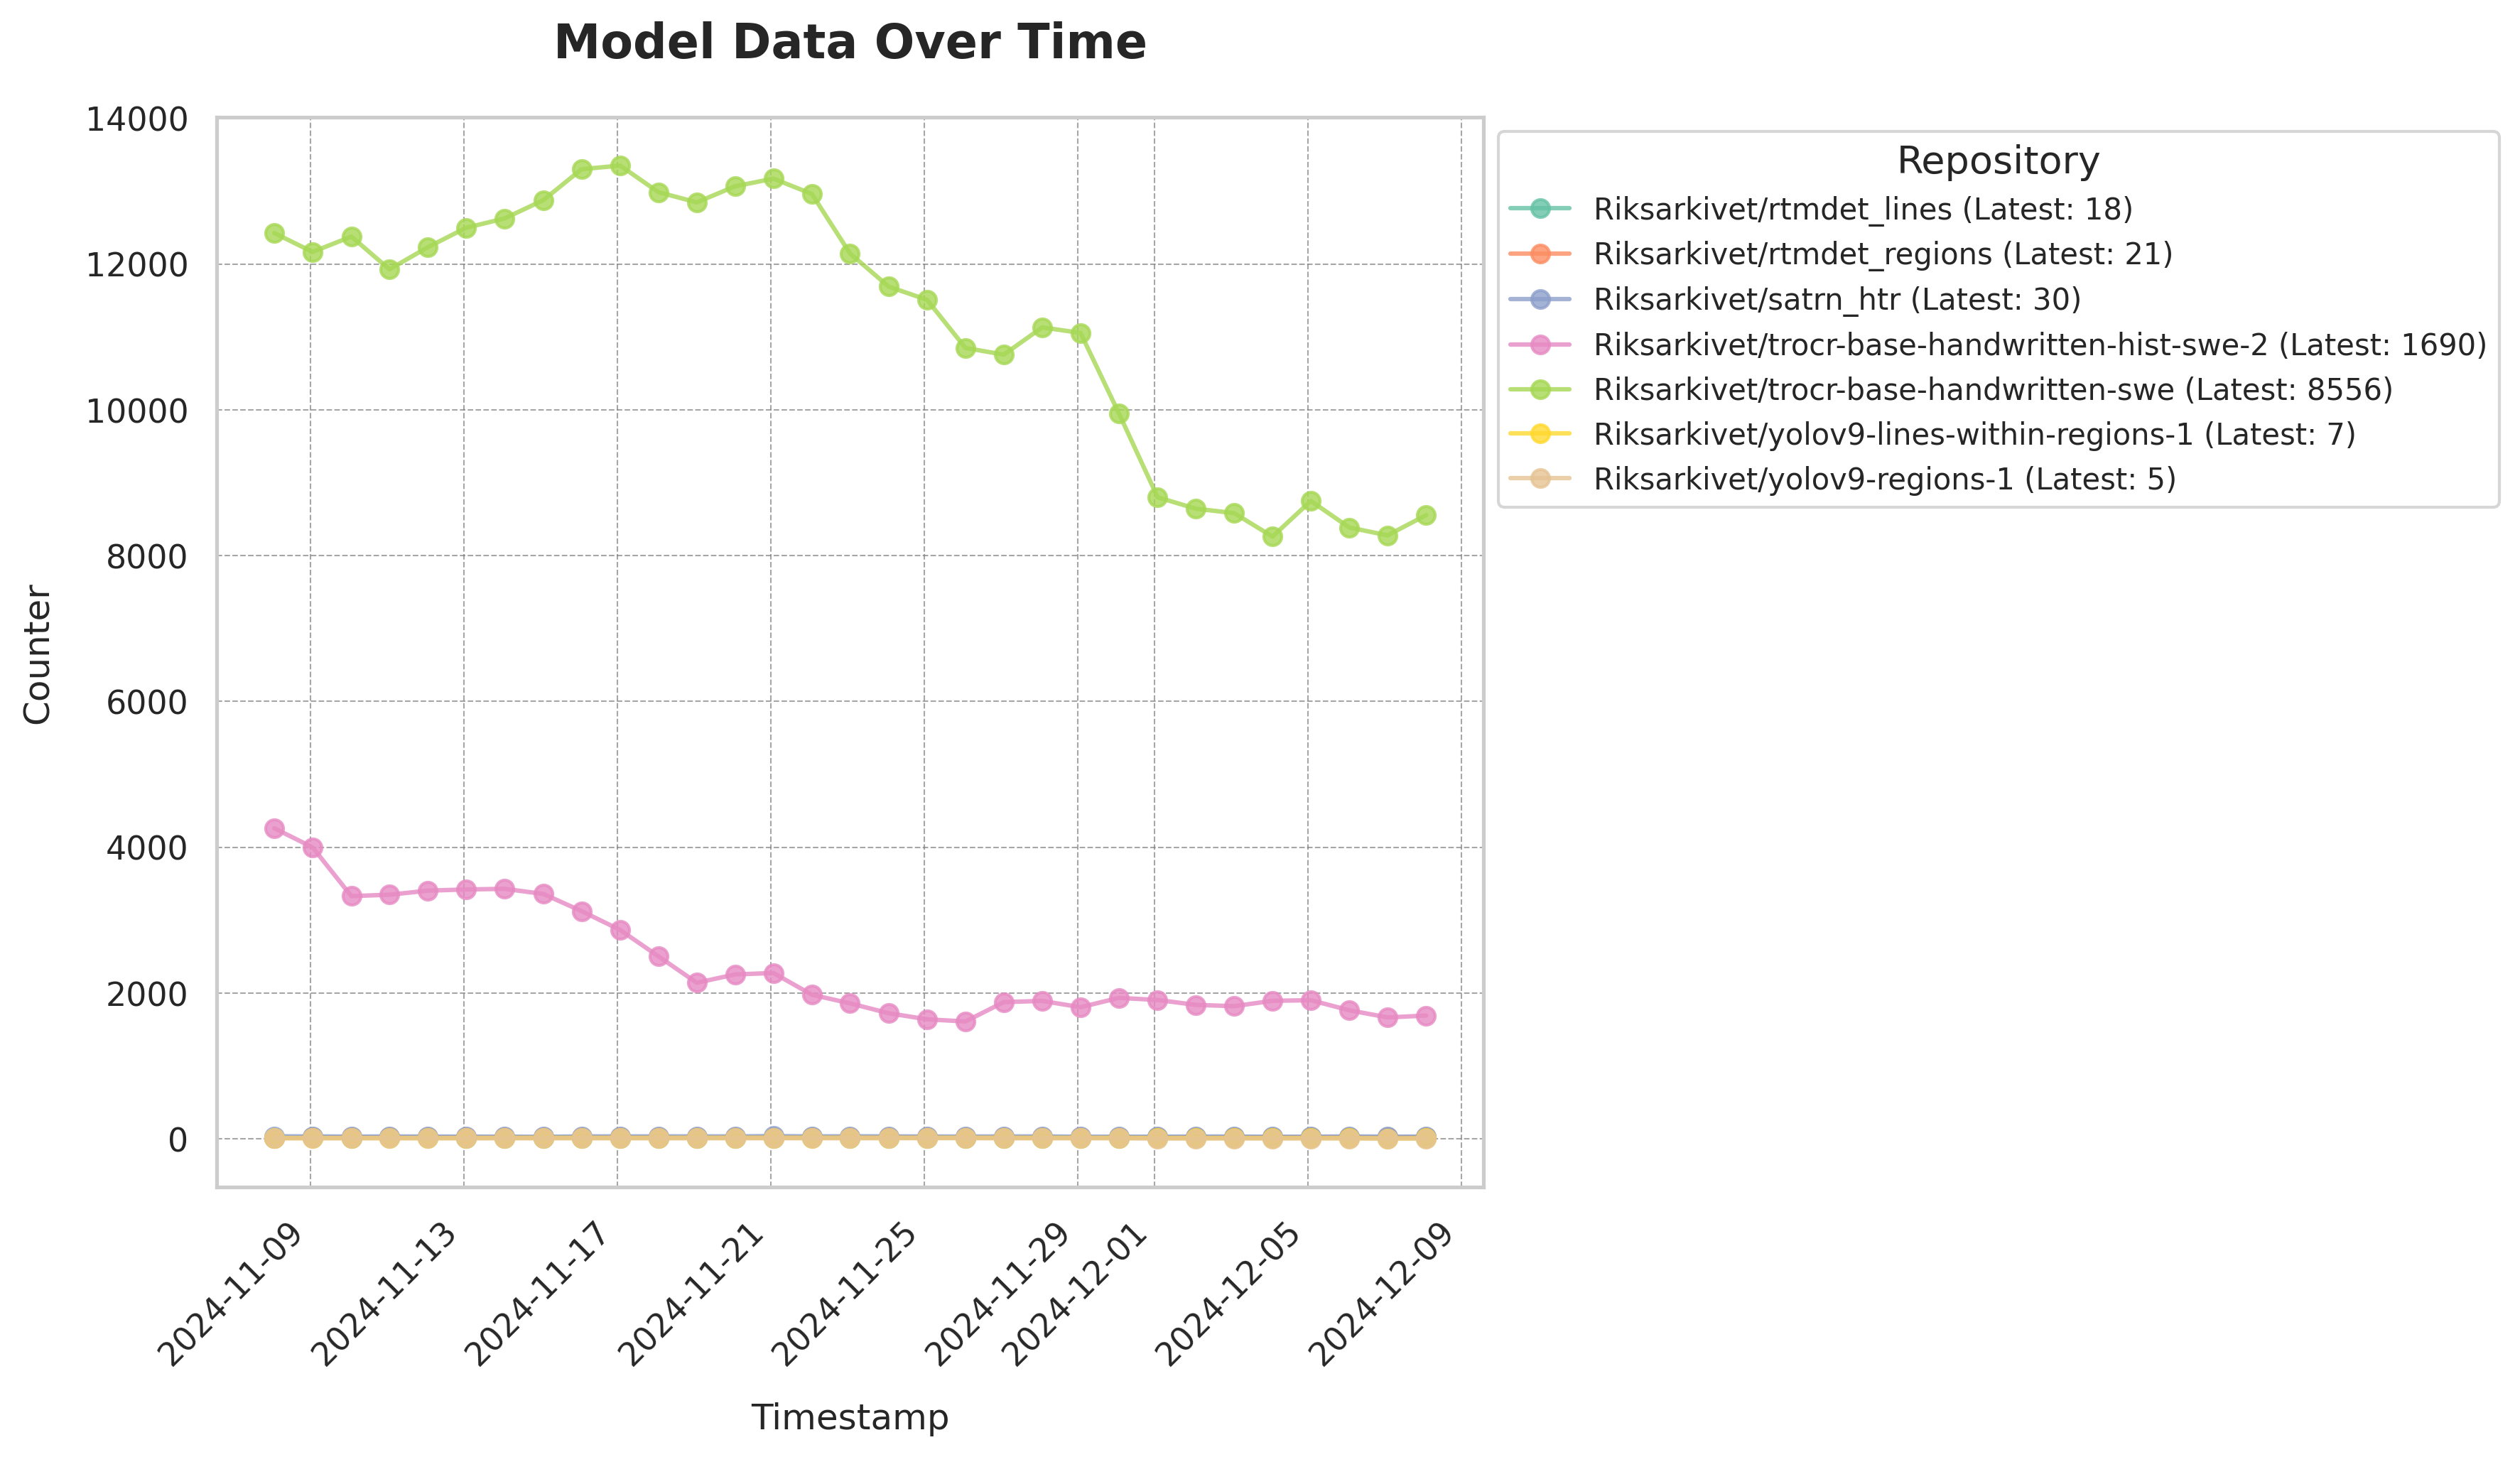 Model Data Over Time
14000
12000
10000
8000
6000
4000
2000
0
Counter
2024-11-09
2024-11-13
2024-11-17
2024-11-21
2024-11-25
2024-11-29
2024-12-01
2024-12-05
2024-12-09
Timestamp
Repository
Riksarkivet/rtmdet_lines (Latest: 18)
Riksarkivet/rtmdet_regions (Latest: 21)
Riksarkivet/satrn_htr (Latest: 30)
Riksarkivet/trocr-base-handwritten-hist-swe-2 (Latest: 1690)
Riksarkivet/trocr-base-handwritten-swe (Latest: 8556)
Riksarkivet/yolov9-lines-within-regions-1 (Latest: 7)
Riksarkivet/yolov9-regions-1 (Latest: 5)